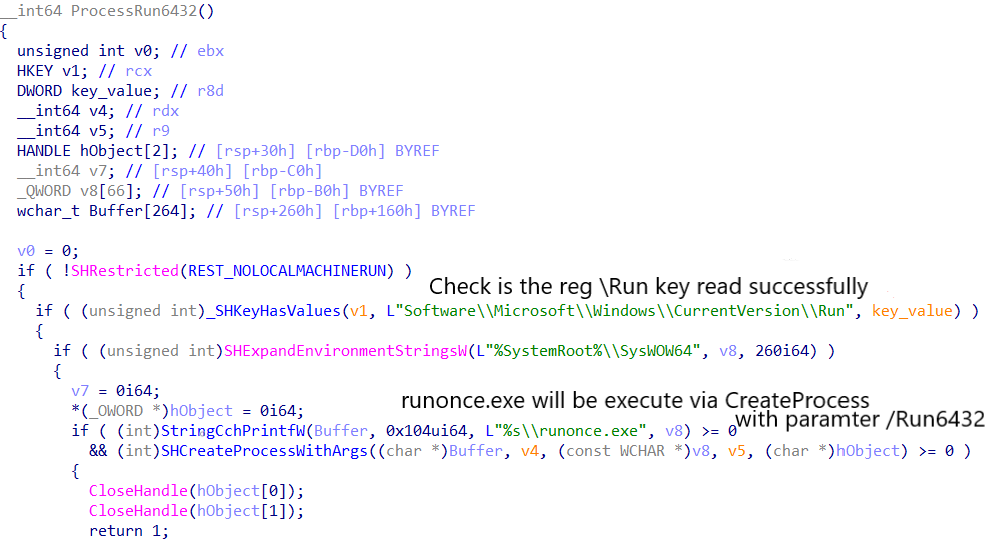 __int64 ProcessRun6432()
{
unsigned int v0; // ebx
HKEY v1; // rcx
DWORD key_value; // r8d
__int64 v4; // rdx
__int64 v5; // r9
HANDLE hObject[2]; // [rsp+30h] [rbp-D0h] BYREF
__int64 v7; // [rsp+40h] [rbp-C0h]
_QWORD v8[66]; // [rsp+50h] [rbp-B0h] BYREF
wchar_t Buffer[264]; // [rsp+260h] [rbp+160h] BYREF
v0 = 0;
if ( !SHRestricted(REST_NOLOCALMACHINERUN) )
{
Check is the reg \Run key read successfully
if ( (unsigned int)_SHKeyHasValues(v1, L"Software\\Microsoft\\Windows\\CurrentVersion\\Run", key_value) )
{
if ( (unsigned int)SHExpandEnvironmentStringsW(L"%SystemRoot%\\SysWOW64", v8, 260i64) )
{
v7 = 0i64;
*(_OWORD *)hObject = 0i64;
runonce.exe will be execute via CreateProcess
with paramter /Run6432
if ( (int)StringCchPrintfW(Buffer, 0x104ui64, L"%s\\runonce.exe", v8) >= 0
&& (int)SHCreateProcessWithArgs((char *)Buffer, v4, (const WCHAR *)v8, v5, (char *)hObject) >= 0 )
{
CloseHandle(hObject[0]);
CloseHandle(hObject[1]);
return 1;